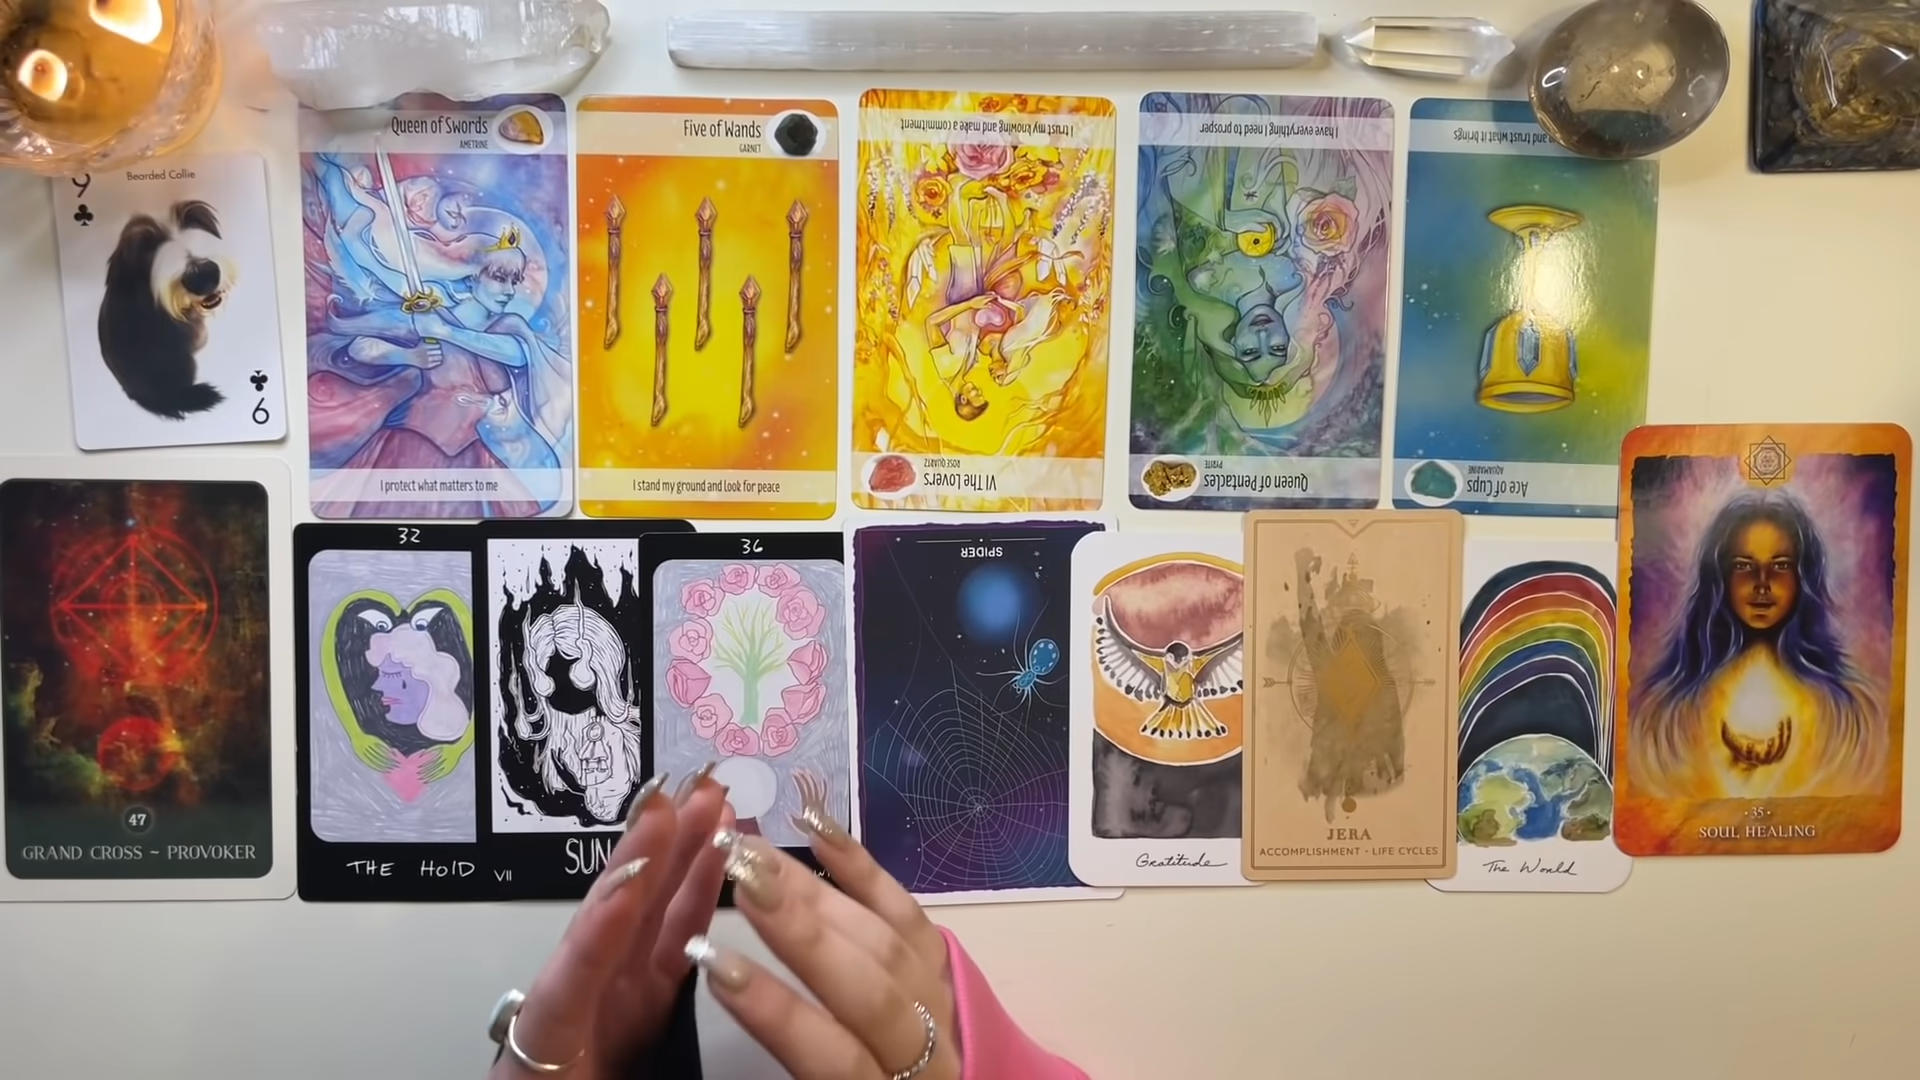 9
Bearded Collie
9
Queen of Swords
AMETRINE
I protect what matters to me
Five of Wands
GARNET
I stand my ground and look for peace
I trust my knowing and make a commitment
VI The Lovers
ROSE QUARTZ
I have everything I need to prosper
Queen of Pentacles
PYRITE
and trust what it brings
Ace of Cups
AQUAMARINE
47
GRAND CROSS ~ PROVOKER
32
THE HOlD
VII
SUN
36
SPIDER
Gratitude
JERA
ACCOMPLISHMENT • LIFE CYCLES
The World
• 35 •
SOUL HEALING